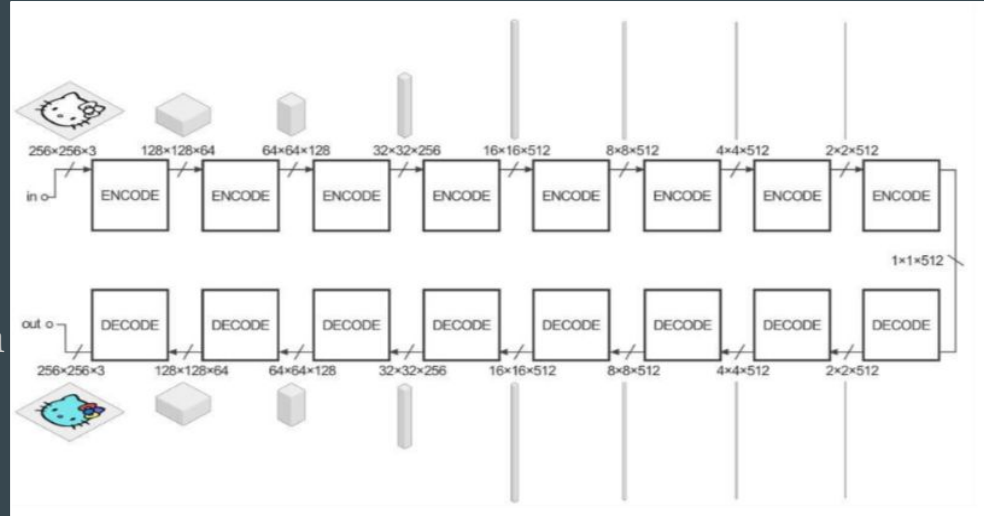 256×256×3 128×128×64 64×64×128 32×32×256 16×16×512 8×8×512 4×4×512 2×2×512
in
ENCODE ENCODE ENCODE ENCODE ENCODE ENCODE ENCODE ENCODE
1×1×512
out
DECODE DECODE DECODE DECODE DECODE DECODE DECODE DECODE
256×256×3 128×128×64 64×64×128 32×32×256 16×16×512 8×8×512 4×4×512 2×2×512